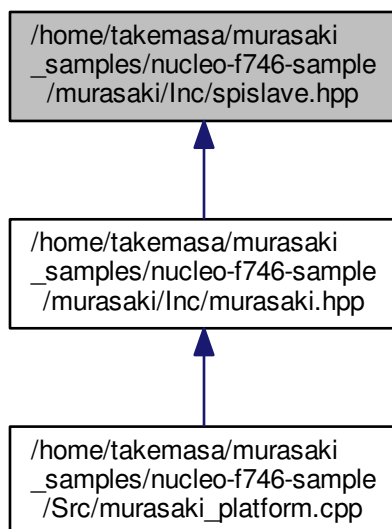 /home/takemasa/murasaki
_samples/nucleo-f746-sample
/murasaki/Inc/spislave.hpp
/home/takemasa/murasaki
_samples/nucleo-f746-sample
/murasaki/Inc/murasaki.hpp
/home/takemasa/murasaki
_samples/nucleo-f746-sample
/Src/murasaki_platform.cpp